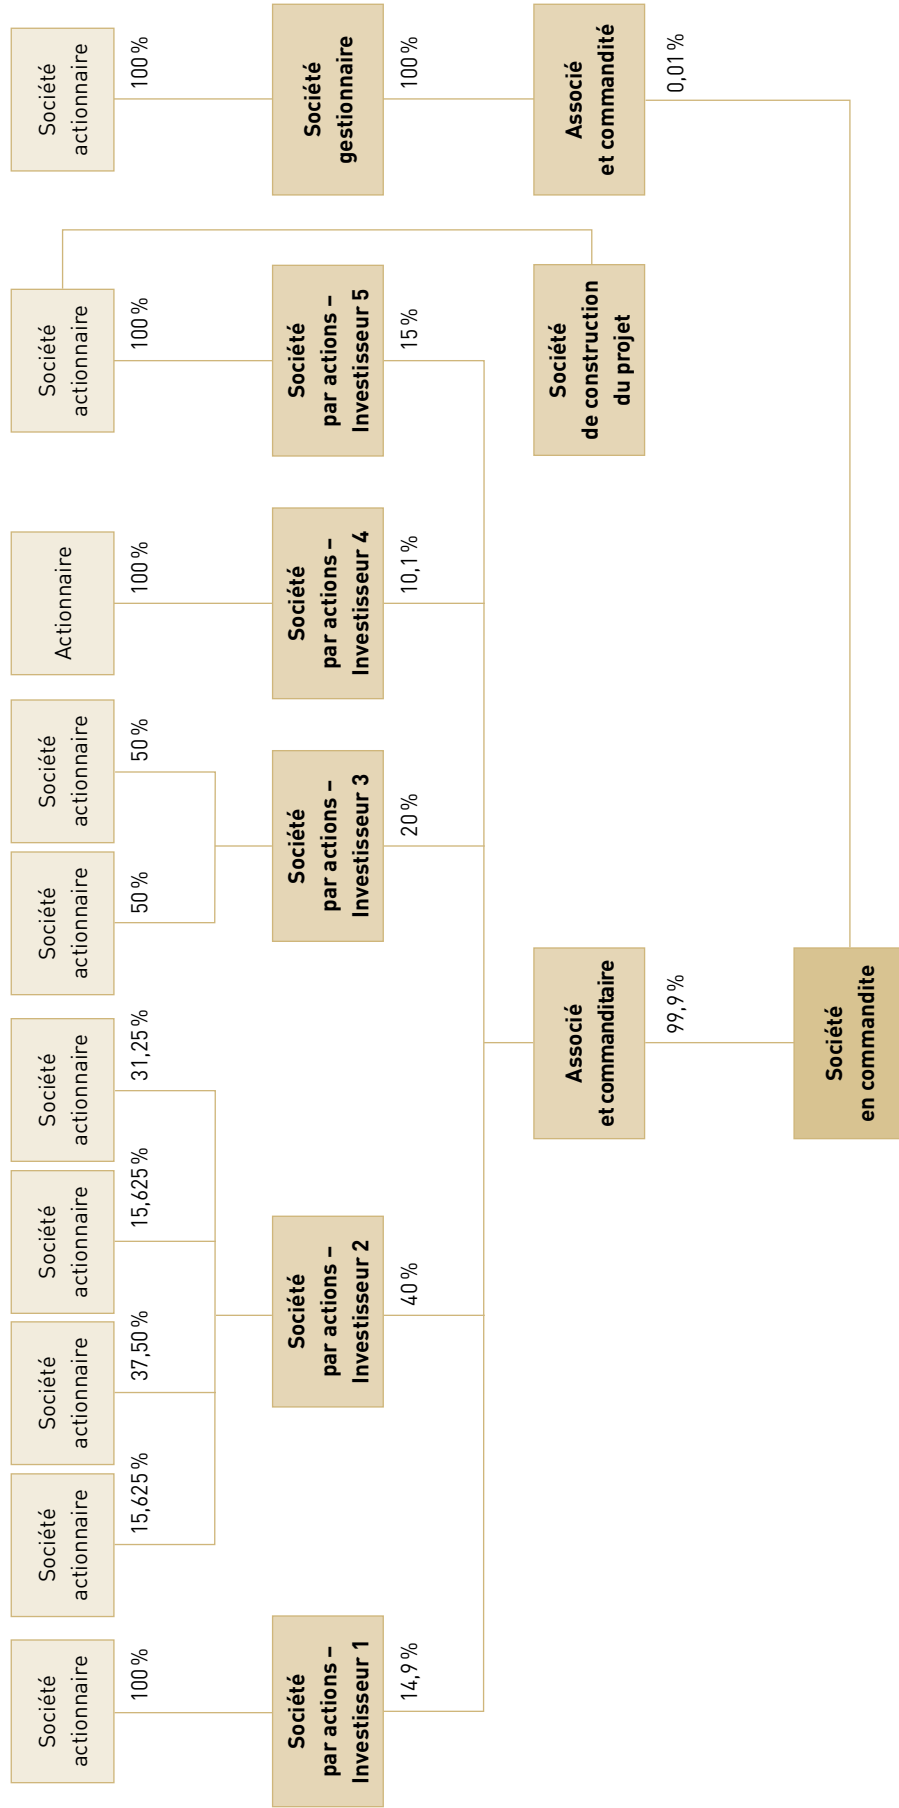 Société
actionnaire
100 %
Société
actionnaire
15,625 %
Société
actionnaire
37,50 %
Société
actionnaire
15,625 %
Société
actionnaire
31,25 %
Société
actionnaire
50 %
Société
actionnaire
50 %
Actionnaire
100 %
Société
actionnaire
100 %
Société
actionnaire
100 %
Société
par actions –
Investisseur 1
14,9 %
Société
par actions –
Investisseur 2
40 %
Société
par actions –
Investisseur 3
20 %
Société
par actions –
Investisseur 4
10,1 %
Société
par actions –
Investisseur 5
15 %
Société
gestionnaire
100 %
Associé
et commanditaire
99,9 %
Société
de construction
du projet
Associé
et commandité
0,01 %
Société
en commandite